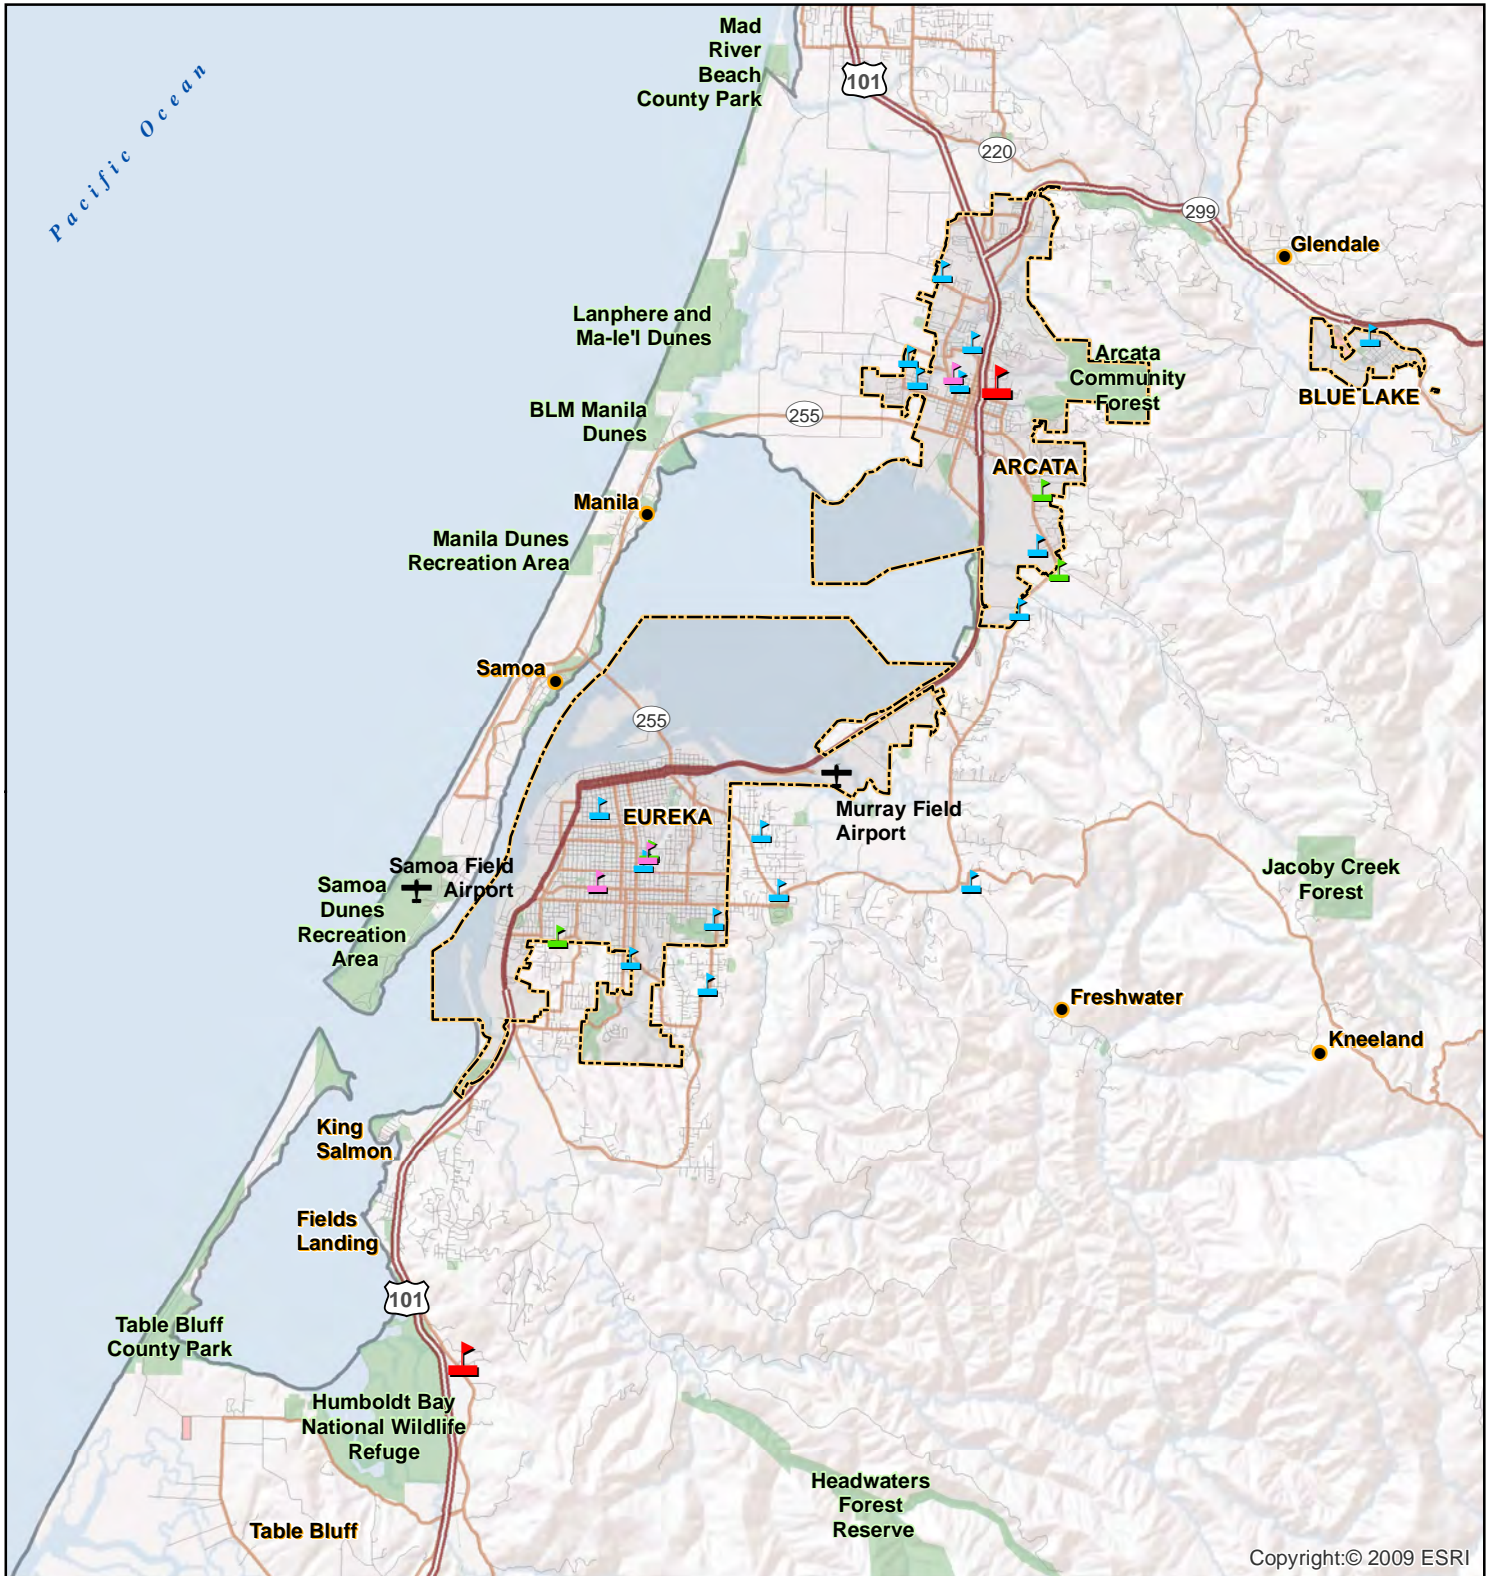 Mad
River
Beach
County Park
Pacific Ocean
101
220
299
Glendale
Lanphere and
Ma-le'l Dunes
Arcata
Community
Forest
BLUE LAKE
BLM Manila
Dunes
255
ARCATA
Manila
Manila Dunes
Recreation Area
Samoa
255
EUREKA
Murray Field
Airport
Samoa Field
Airport
Samoa
Dunes
Recreation
Area
Jacoby Creek
Forest
Freshwater
Kneeland
King
Salmon
Fields
Landing
101
Table Bluff
County Park
Humboldt Bay
National Wildlife
Refuge
Headwaters
Forest
Reserve
Table Bluff
Copyright:© 2009 ESRI